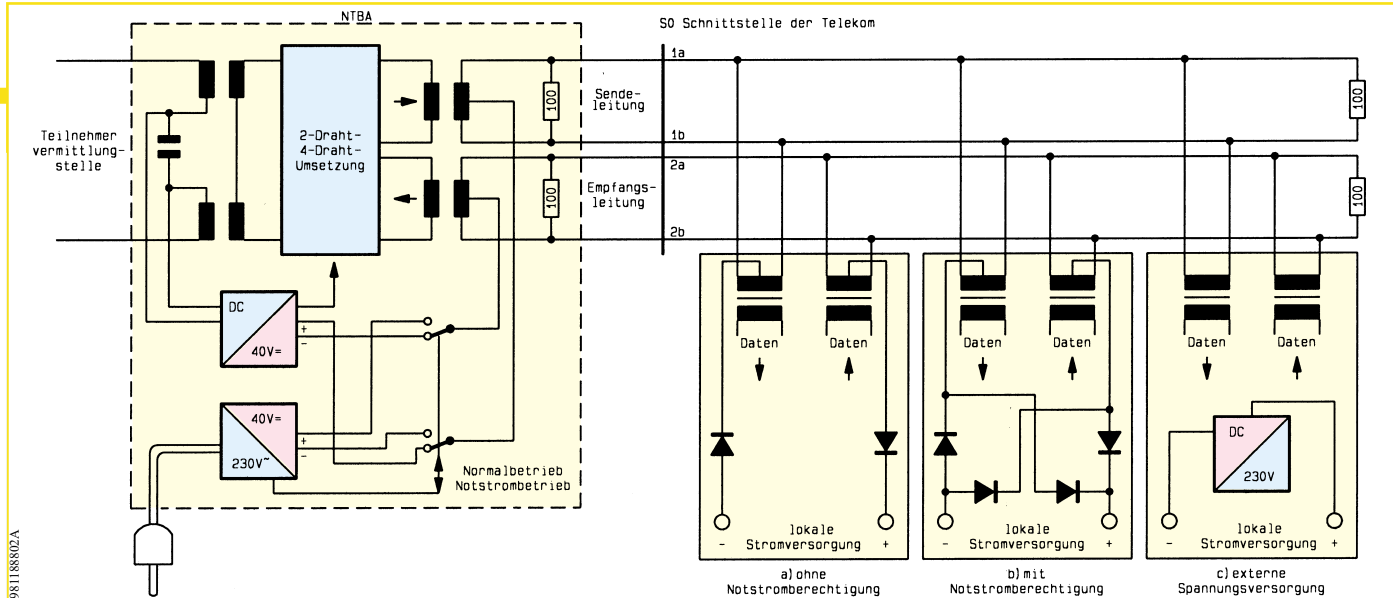 NTBA
S0 Schnittstelle der Telekom
1a
Sende-
leitung
100
100
1b
2a
Empfangs-
leitung
100
100
2b
Teilnehmer
vermittlung-
stelle
2-Draht-
4-Draht-
Umsetzung
DC
40V=
+
-
40V=
230V~
+
-
Normalbetrieb
Notstrombetrieb
Daten
Daten
Daten
Daten
Daten
Daten
DC
230V
lokale
- Stromversorgung +
lokale
- Stromversorgung +
lokale
- Stromversorgung +
a) ohne
Notstromberechtigung
b) mit
Notstromberechtigung
c) externe
Spannungsversorgung
981188802A